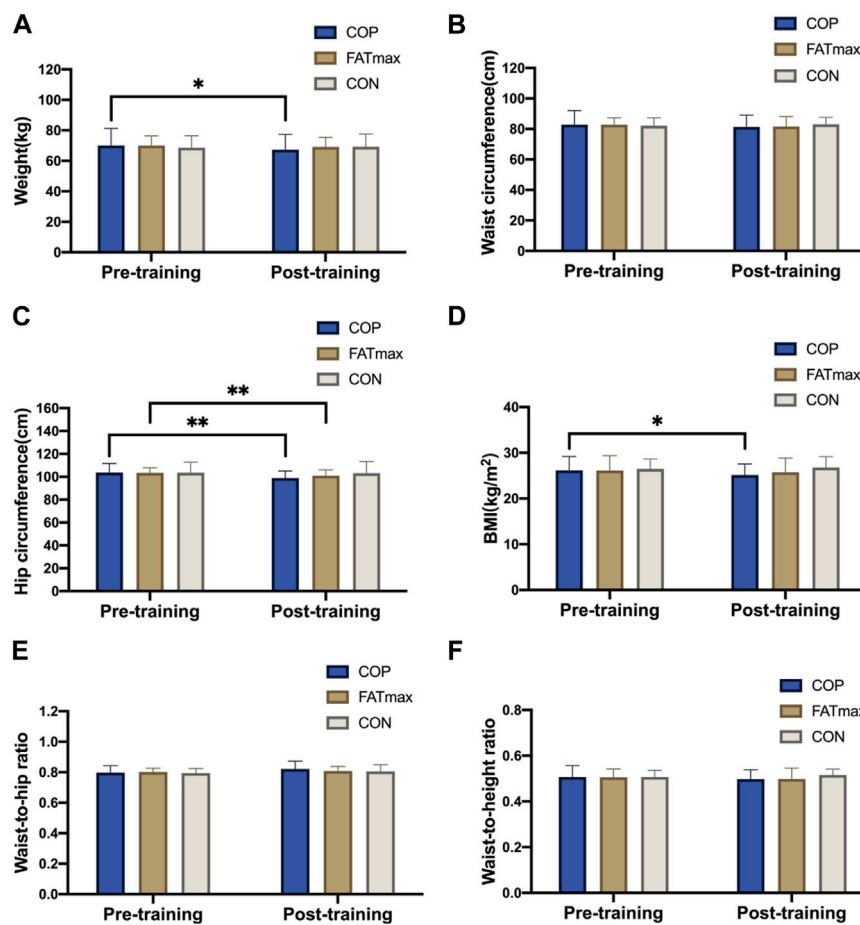 A
COP
FATmax
CON
Weight(kg)
120
100
80
60
40
20
0
*
Pre-training
Post-training
B
COP
FATmax
CON
Waist circumference(cm)
120
100
80
60
40
20
0
Pre-training
Post-training
C
COP
FATmax
CON
Hip circumference(cm)
160
140
120
100
80
60
40
20
0
**
**
Pre-training
Post-training
D
COP
FATmax
CON
BMI(kg/m²)
40
30
20
10
0
*
Pre-training
Post-training
E
COP
FATmax
CON
Waist-to-hip ratio
1.2
1.0
0.8
0.6
0.4
0.2
0.0
Pre-training
Post-training
F
COP
FATmax
CON
Waist-to-height ratio
0.8
0.6
0.4
0.2
0.0
Pre-training
Post-training